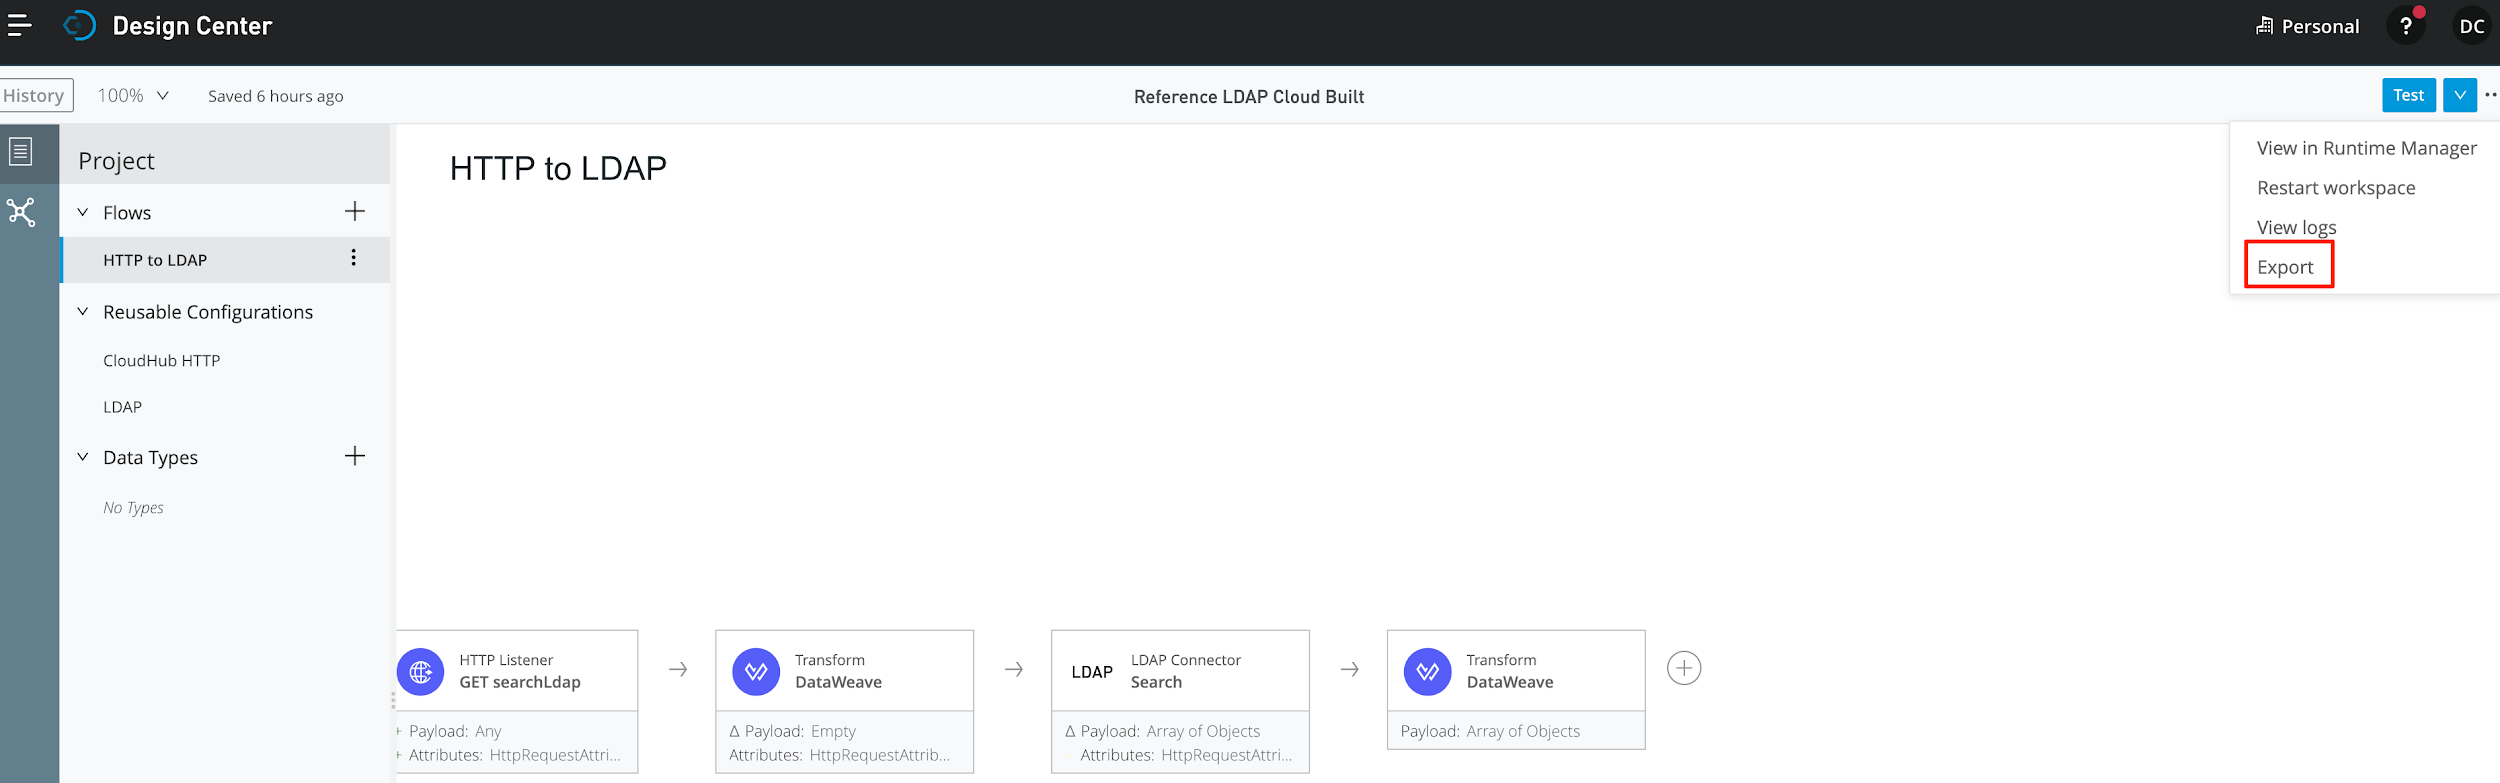 Design Center
Personal
?
DC
History
100%
Saved 6 hours ago
Reference LDAP Cloud Built
Test
View in Runtime Manager
Restart workspace
View logs
Export
Project
Flows
HTTP to LDAP
Reusable Configurations
CloudHub HTTP
LDAP
Data Types
No Types
HTTP to LDAP
HTTP Listener
GET searchLdap
+ Payload: Any
+ Attributes: HttpRequestAttri...
Transform
DataWeave
Δ Payload: Empty
Attributes: HttpRequestAttrib...
LDAP
LDAP Connector
Search
Δ Payload: Array of Objects
Attributes: HttpRequestAttri...
Transform
DataWeave
Payload: Array of Objects